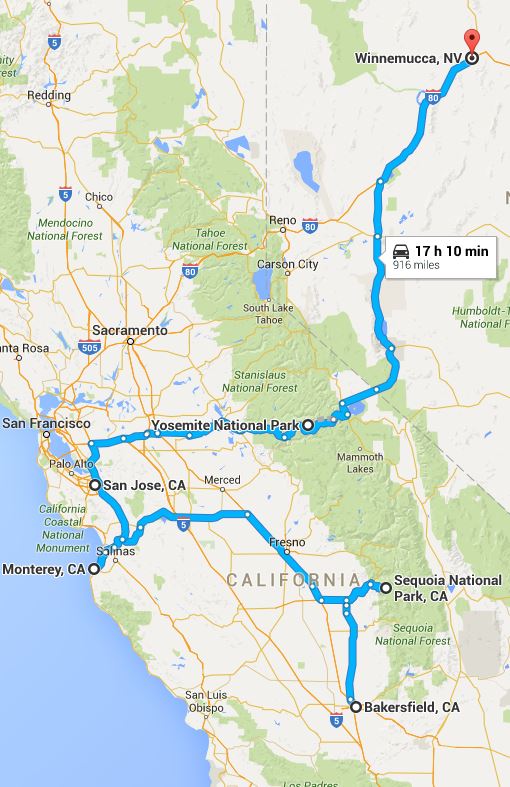 Winnemucca, NV
80
5
ity
rest
Redding
5
Chico
Mendocino
National Forest
Reno
80
Tahoe
National Forest
17 h 10 min
916 miles
Carson City
80
South Lake
Tahoe
Humboldt-T
National F
Sacramento
505
anta Rosa
Stanislaus
National Forest
San Francisco
Yosemite National Park
Mammoth
Lakes
Palo Alto
San Jose, CA
Merced
California
Coastal
National
Monument
5
Salinas
Fresno
Monterey, CA
CALIFORNIA
Sequoia National
Park, CA
Sequoia
National Forest
San Luis
Obispo
5
Bakersfield, CA
Los Padres